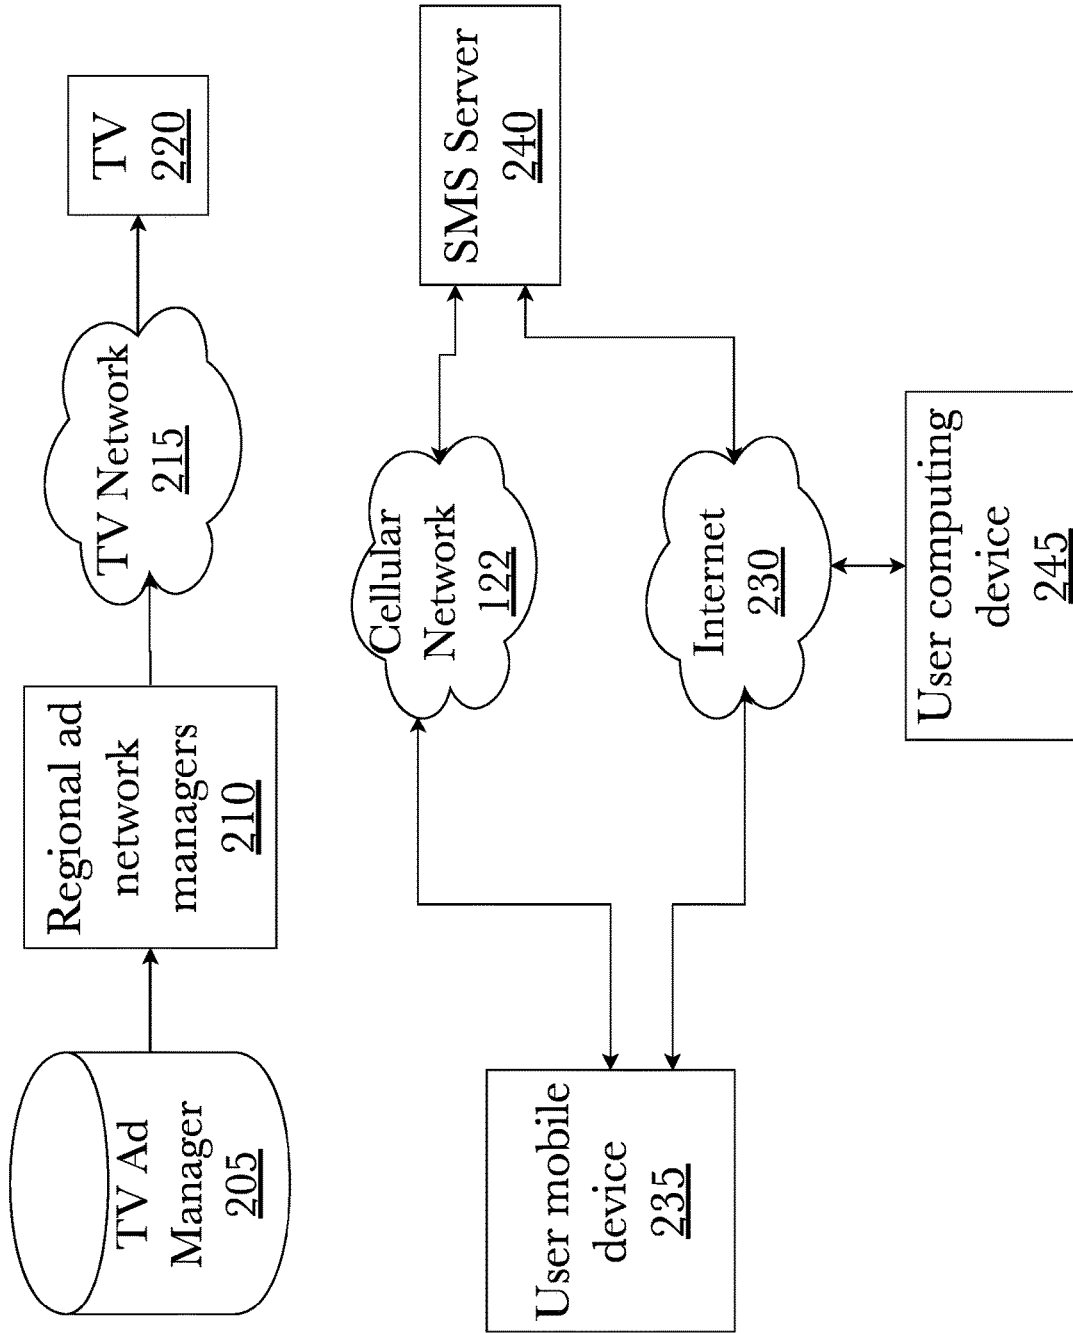 TV Ad
Manager
205
Regional ad
network
managers
210
TV Network
215
TV
220
User mobile
device
235
Cellular
Network
122
Internet
230
SMS Server
240
User computing
device
245